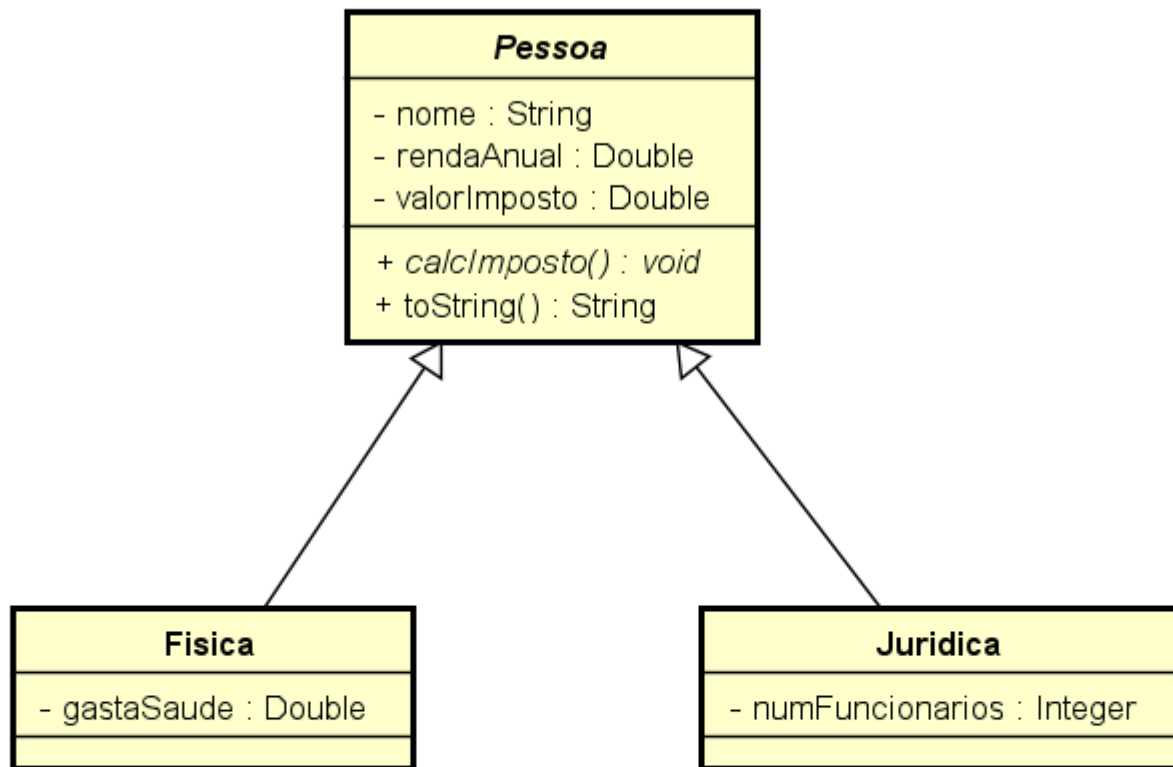 Pessoa
- nome : String
- rendaAnual : Double
- valorImposto : Double
+ calcImposto() : void
+ toString() : String
Fisica
- gastaSaude : Double
Juridica
- numFuncionarios : Integer